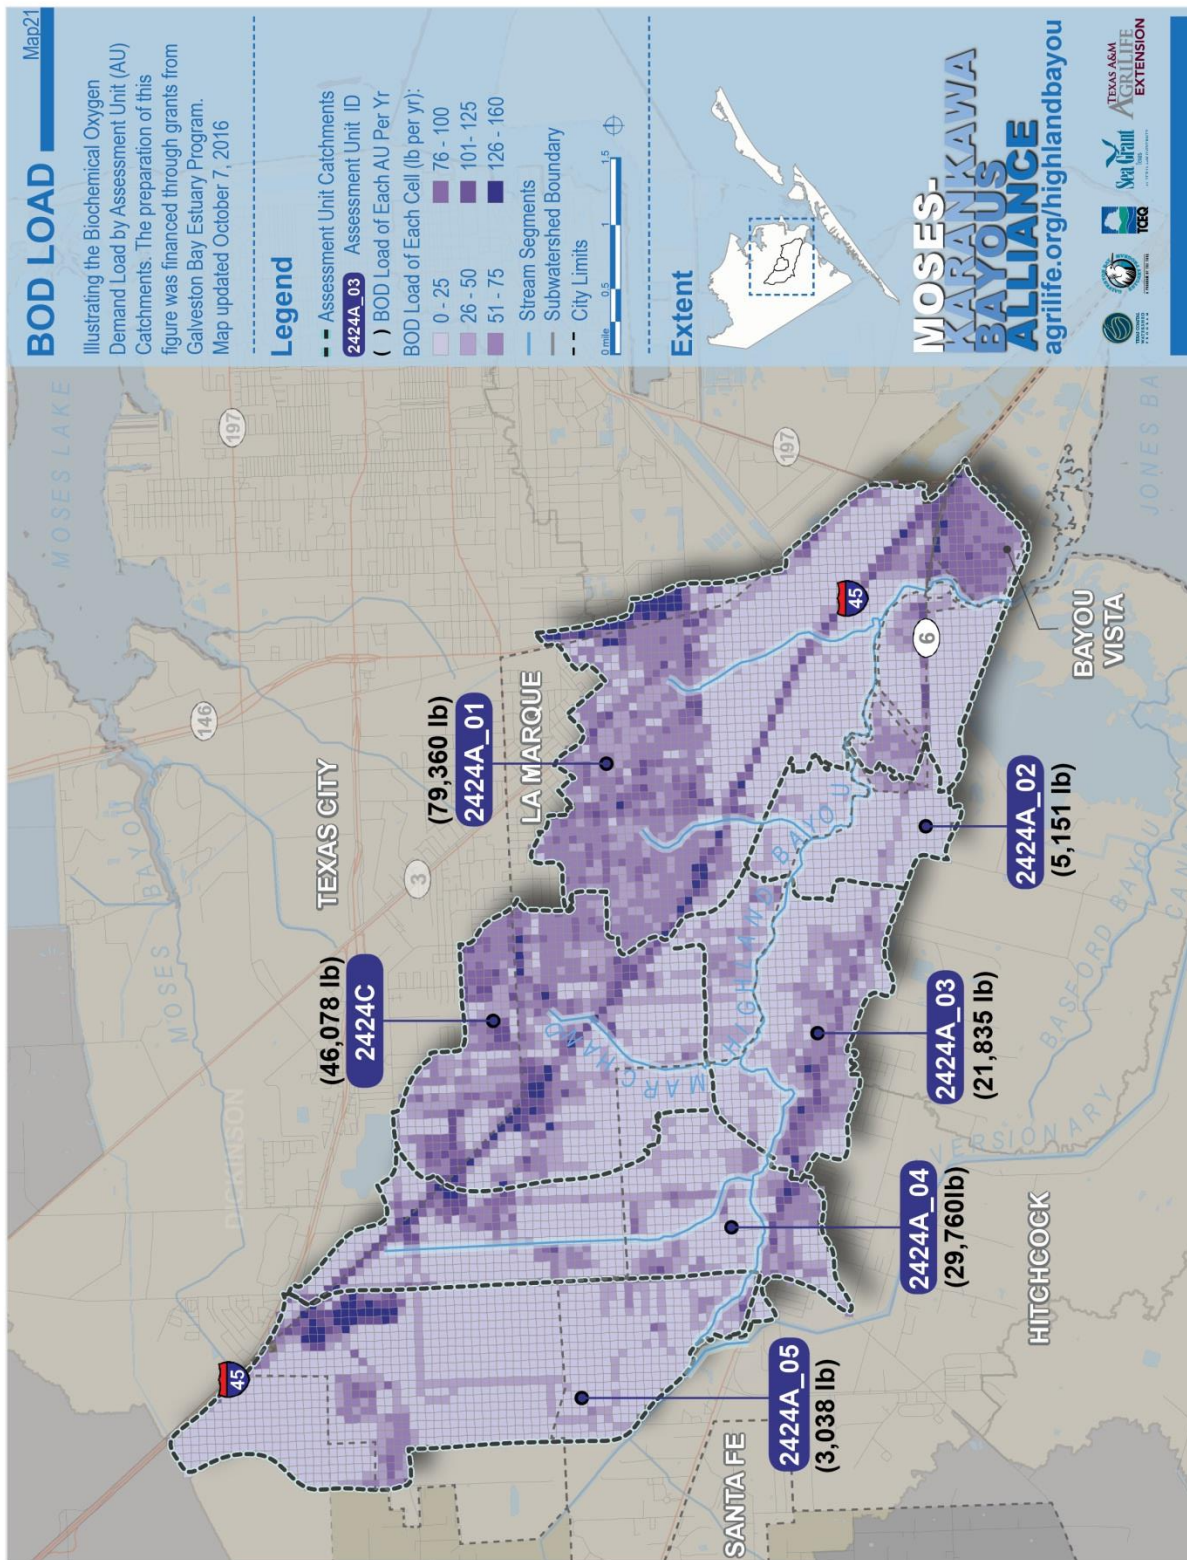 BOD LOAD
Map21
Illustrating the Biochemical Oxygen
Demand Load by Assessment Unit (AU)
Catchments. The preparation of this
figure was financed through grants from
Galveston Bay Estuary Program.
Map updated October 7, 2016
Legend
Assessment Unit Catchments
2424A_03 Assessment Unit ID
( ) BOD Load of Each AU Per Yr
BOD Load of Each Cell (lb per yr):
0 - 25
26 - 50
51 - 75
76 - 100
101- 125
126 - 160
Stream Segments
Subwatershed Boundary
City Limits
0 mile 0.5 1 1.5
Extent
MOSES-
KARANKAWA
BAYOUS
ALLIANCE
agrilife.org/highlandbayou
TCEQ
Sea Grant
Texas
TEXAS A&M
AGRILIFE
EXTENSION
MOSES LAKE
197
146
MOSES BAYOU
TEXAS CITY
3
DICKINSON
45
(46,078 lb)
2424C
(79,360 lb)
2424A_01
LA MARQUE
197
MARCHAND
HIGHLAND BAYOU
45
6
JONES BA
BAYOU
VISTA
2424A_02
(5,151 lb)
2424A_03
(21,835 lb)
2424A_04
(29,760lb)
2424A_05
(3,038 lb)
BASFORD BAYOU
VERSIONARY CAN
HITCHCOCK
SANTA FE